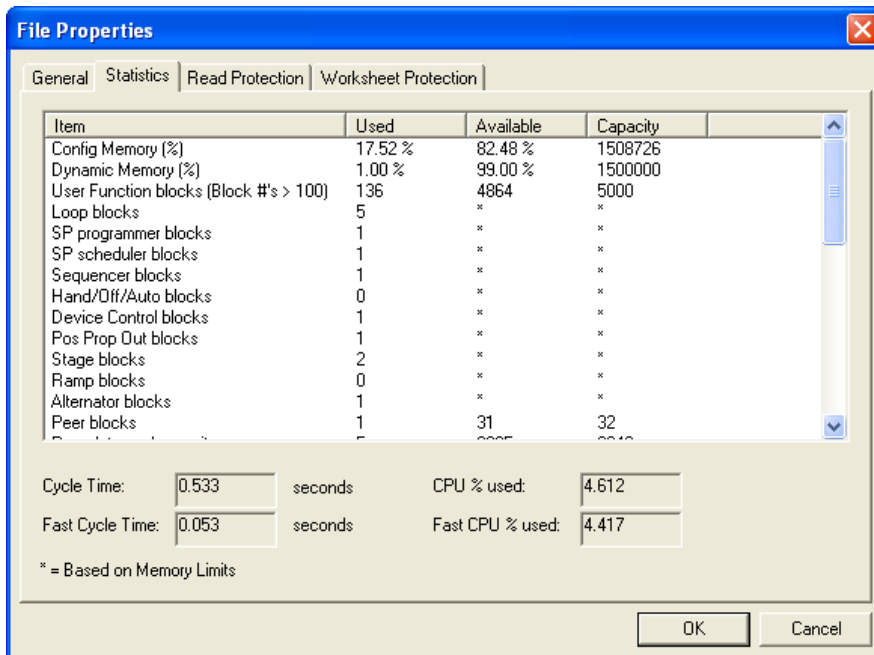 File Properties
General Statistics Read Protection Worksheet Protection
Item Used Available Capacity
Config Memory (%) 17.52 % 82.48 % 1508726
Dynamic Memory (%) 1.00 % 99.00 % 1500000
User Function blocks (Block #'s > 100) 136 4864 5000
Loop blocks 5 * *
SP programmer blocks 1 * *
SP scheduler blocks 1 * *
Sequencer blocks 1 * *
Hand/Off/Auto blocks 0 * *
Device Control blocks 1 * *
Pos Prop Out blocks 1 * *
Stage blocks 2 * *
Ramp blocks 0 * *
Alternator blocks 1 * *
Peer blocks 1 31 32
Cycle Time: 0.533 seconds CPU % used: 4.612
Fast Cycle Time: 0.053 seconds Fast CPU % used: 4.417
* = Based on Memory Limits
OK Cancel